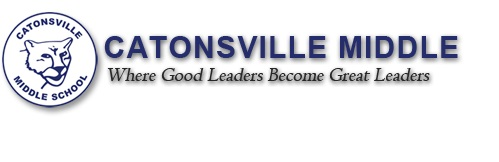 CATONSVILLE
MIDDLE SCHOOL
CATONSVILLE MIDDLE
Where Good Leaders Become Great Leaders